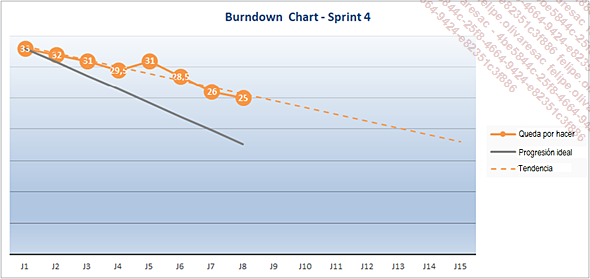 Burndown Chart - Sprint 4
33
32
31
29,5
31
28,5
26
25
J1 J2 J3 J4 J5 J6 J7 J8 J9 J10 J11 J12 J13 J14 J15
Queda por hacer
Progresión ideal
Tendencia